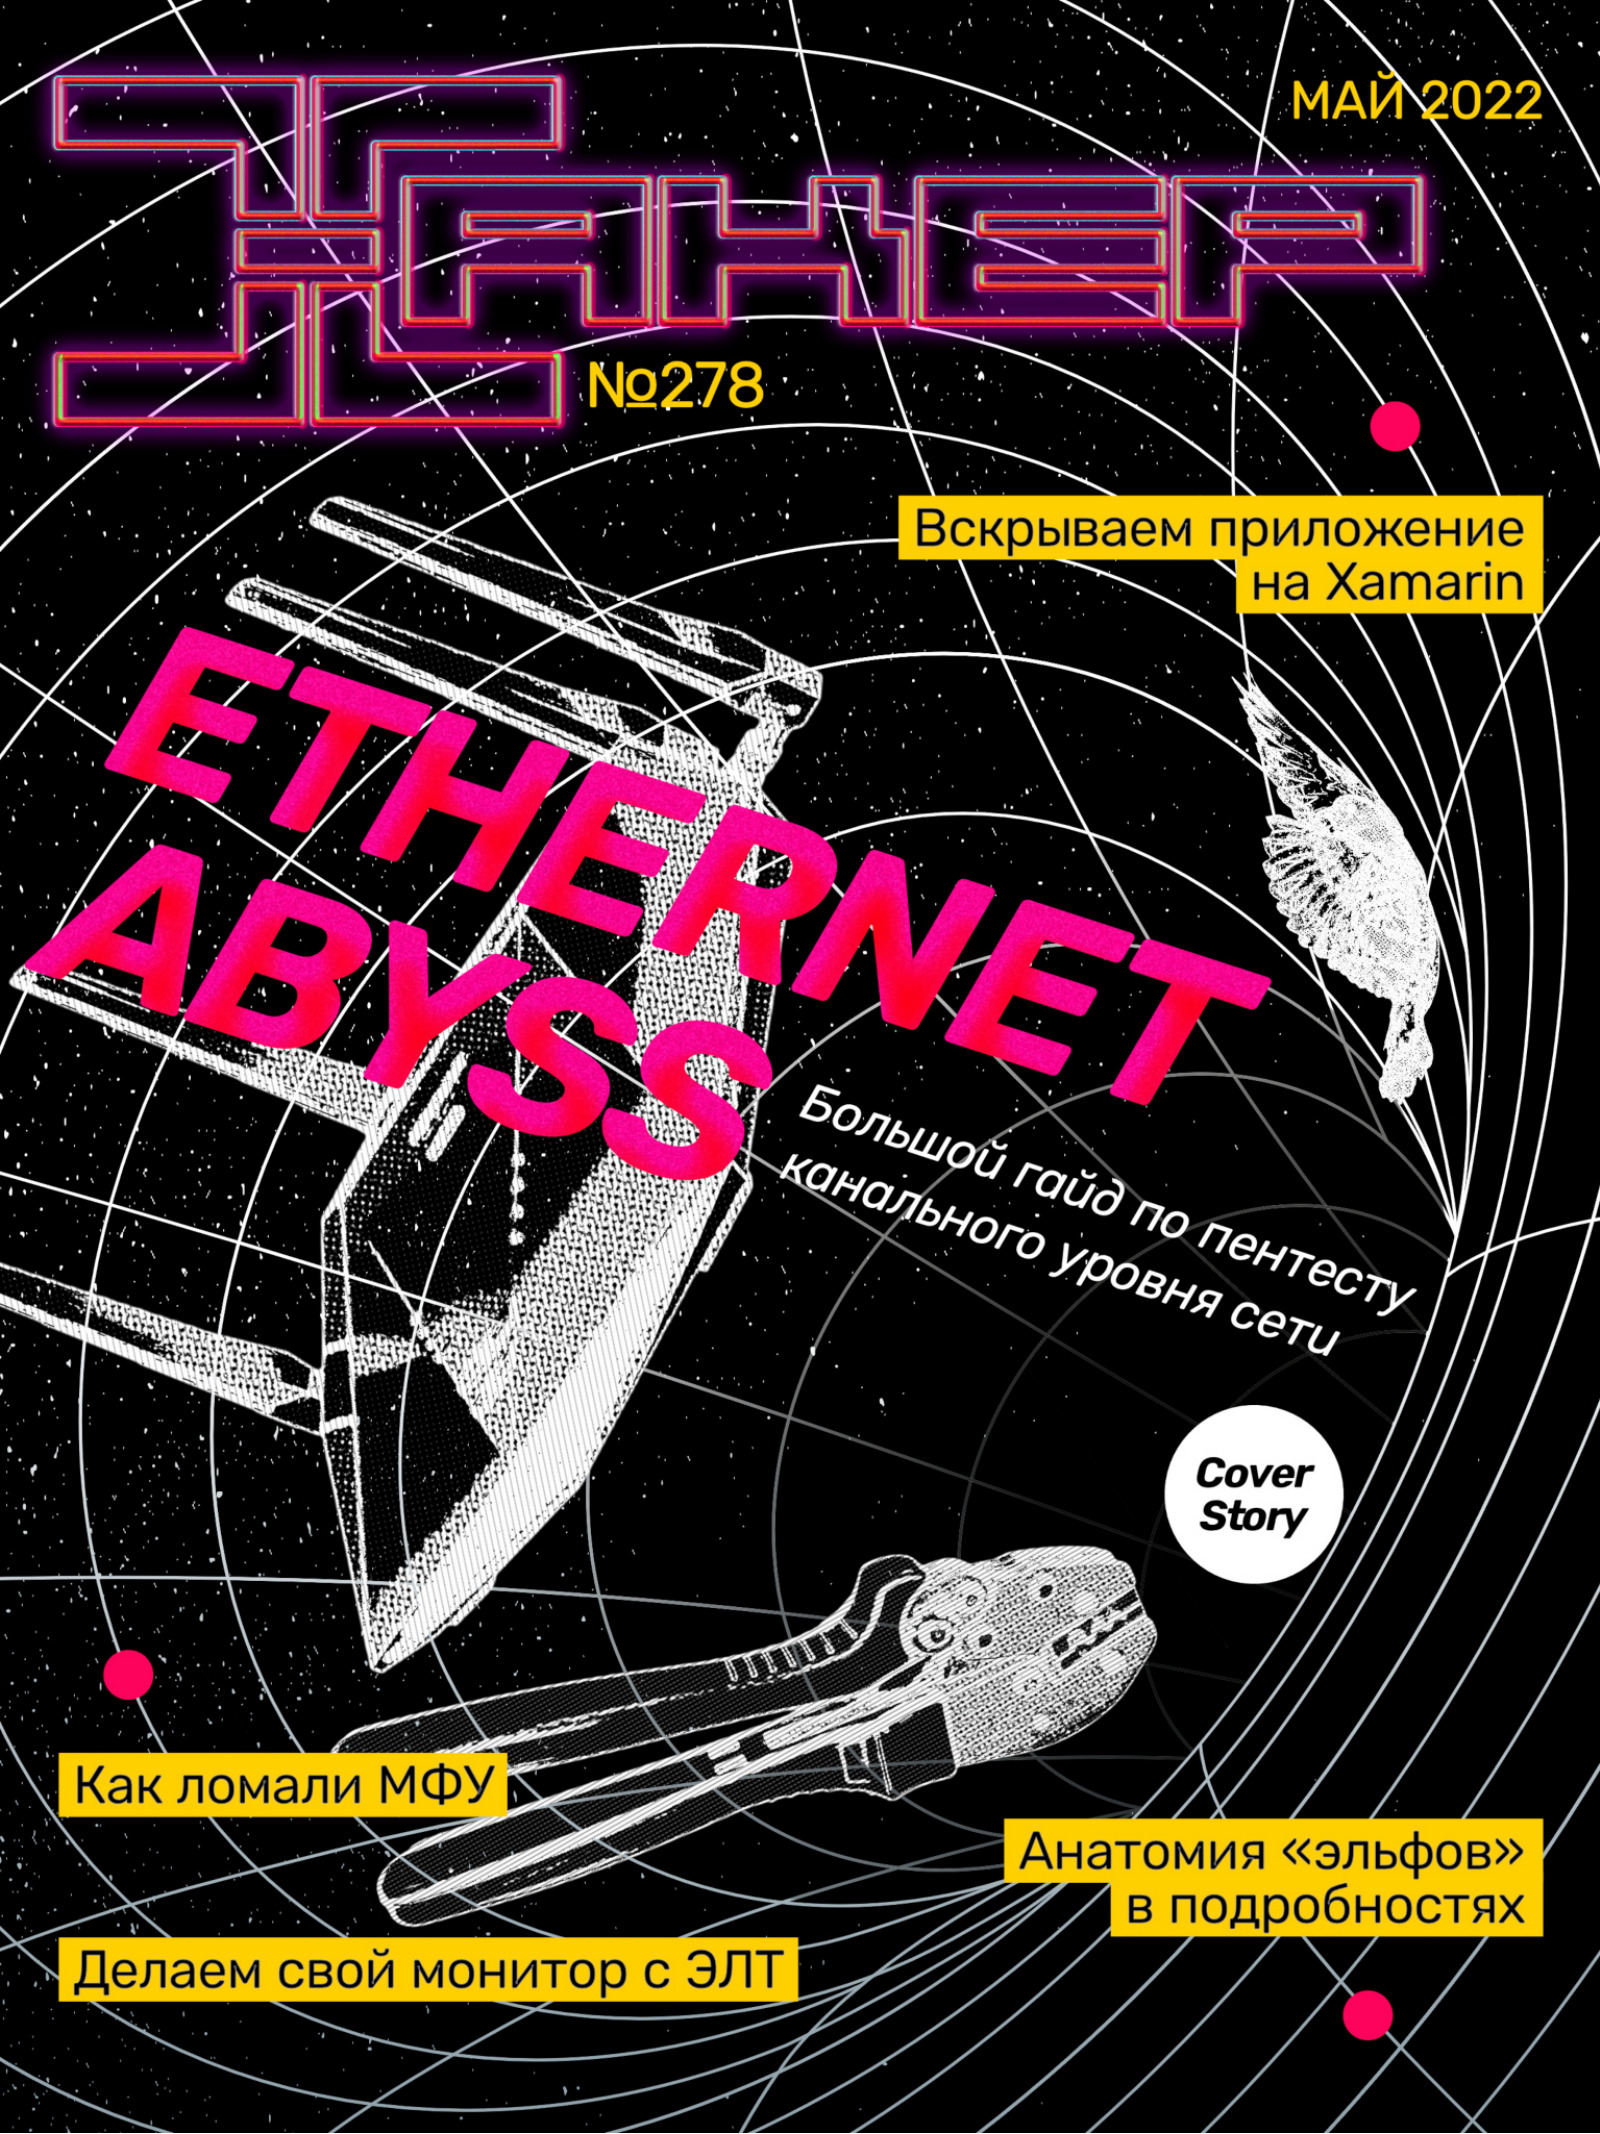 ХАКЕР
МАЙ 2022
№278
Вскрываем приложение
на Xamarin
ETHERNET
ABYSS
Большой гайд по пентесту
канального уровня сети
Cover
Story
Как ломали МФУ
Анатомия «эльфов»
в подробностях
Делаем свой монитор с ЭЛТ